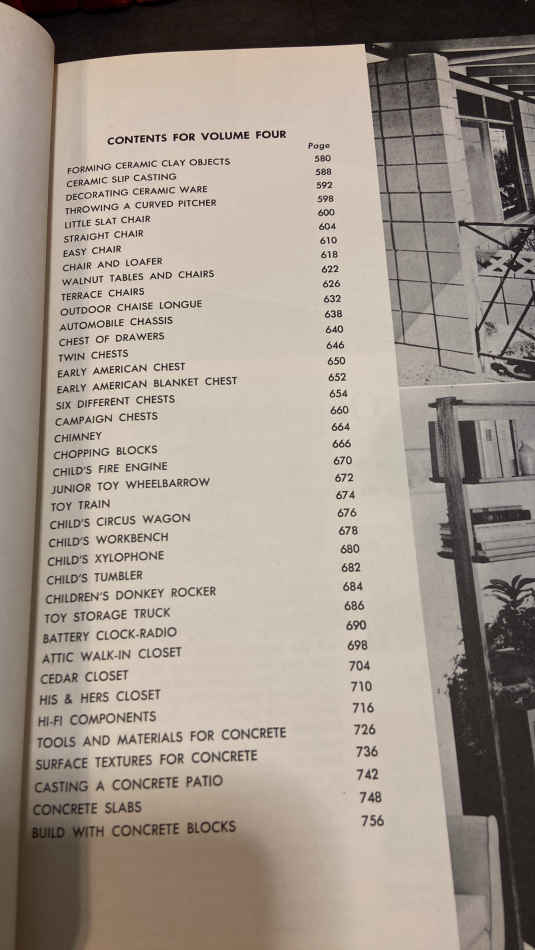 CONTENTS FOR VOLUME FOUR
Page
FORMING CERAMIC CLAY OBJECTS 580
CERAMIC SLIP CASTING 588
DECORATING CERAMIC WARE 592
THROWING A CURVED PITCHER 598
LITTLE SLAT CHAIR 600
STRAIGHT CHAIR 604
EASY CHAIR 610
CHAIR AND LOAFER 618
WALNUT TABLES AND CHAIRS 622
TERRACE CHAIRS 626
OUTDOOR CHAISE LONGUE 632
AUTOMOBILE CHASSIS 638
CHEST OF DRAWERS 640
TWIN CHESTS 646
EARLY AMERICAN CHEST 650
EARLY AMERICAN BLANKET CHEST 652
SIX DIFFERENT CHESTS 654
CAMPAIGN CHESTS 660
CHIMNEY 664
CHOPPING BLOCKS 666
CHILD'S FIRE ENGINE 670
JUNIOR TOY WHEELBARROW 672
TOY TRAIN 674
CHILD'S CIRCUS WAGON 676
CHILD'S WORKBENCH 678
CHILD'S XYLOPHONE 680
CHILD'S TUMBLER 682
CHILDREN'S DONKEY ROCKER 684
TOY STORAGE TRUCK 686
BATTERY CLOCK-RADIO 690
ATTIC WALK-IN CLOSET 698
CEDAR CLOSET 704
HIS & HERS CLOSET 710
HI-FI COMPONENTS 716
TOOLS AND MATERIALS FOR CONCRETE 726
SURFACE TEXTURES FOR CONCRETE 736
CASTING A CONCRETE PATIO 742
CONCRETE SLABS 748
BUILD WITH CONCRETE BLOCKS 756